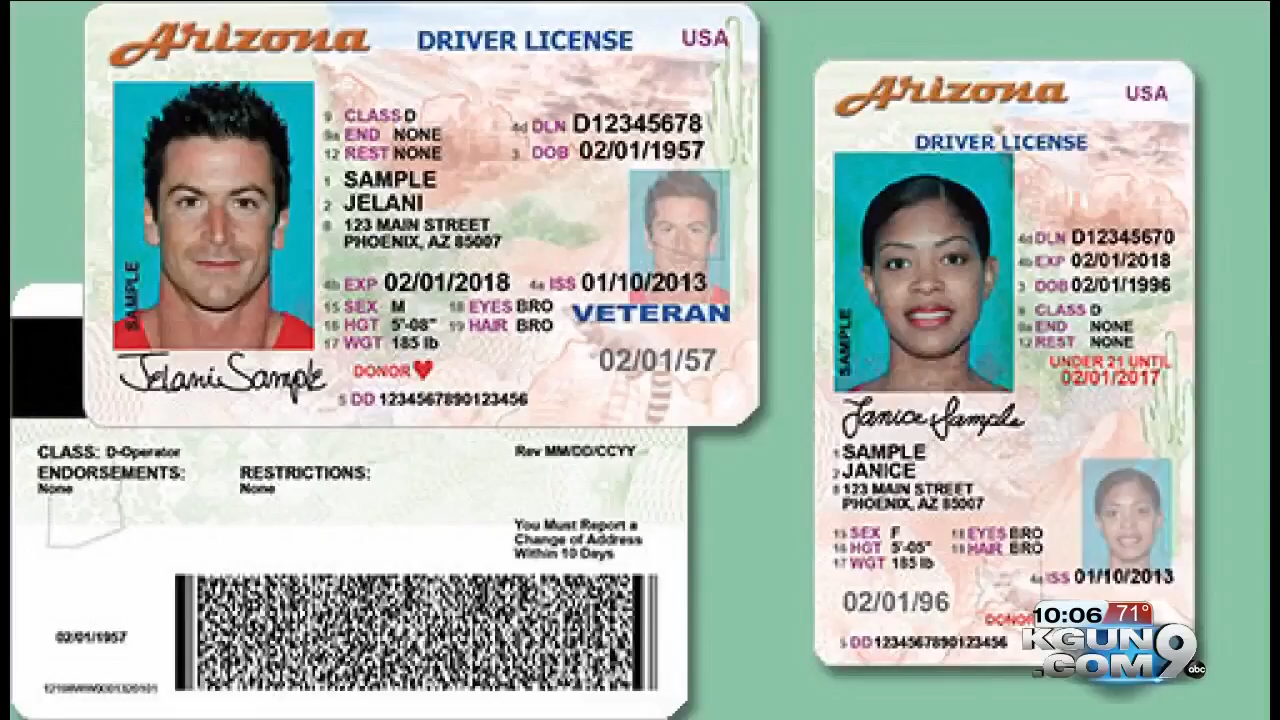 Arizona DRIVER LICENSE USA
9 CLASS D
9a END NONE
12 REST NONE
4d DLN D12345678
3 DOB 02/01/1957
1 SAMPLE
2 JELANI
8 123 MAIN STREET
PHOENIX, AZ 85007
4b EXP 02/01/2018 4a ISS 01/10/2013
15 SEX M 18 EYES BRO
16 HGT 5'-08" 19 HAIR BRO
17 WGT 185 lb
VETERAN
02/01/57
DONOR
5 DD 1234567890123456
SAMPLE
Jelani Sample
CLASS: D-Operator
ENDORSEMENTS:
None
RESTRICTIONS:
None
Rev MM/DD/CCYY
You Must Report a
Change of Address
Within 10 Days
02/01/1957
Arizona USA
DRIVER LICENSE
4d DLN D12345670
4b EXP 02/01/2018
3 DOB 02/01/1996
9 CLASS D
9a END NONE
12 REST NONE
UNDER 21 UNTIL
02/01/2017
SAMPLE
Janice Sample
1 SAMPLE
2 JANICE
8 123 MAIN STREET
PHOENIX, AZ 85007
15 SEX F 18 EYES BRO
16 HGT 5'-05" 19 HAIR BRO
17 WGT 185 lb
4a ISS 01/10/2013
02/01/96
DONOR
5 DD 1234567890123456
10:06 71°
KGUN9
.COM
abc